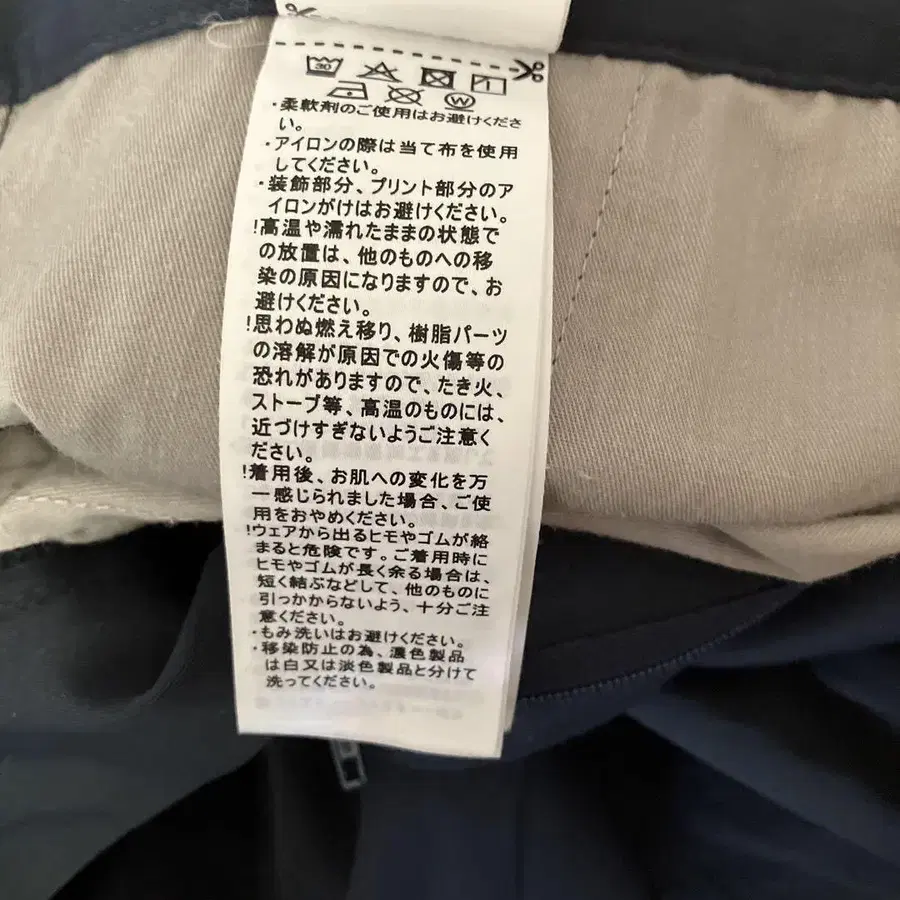 30
W
・柔軟剤のご使用はお避けくださ
い。
・アイロンの際は当て布を使用
してください。
・装飾部分、プリント部分のア
イロンがけはお避けください。
!高温や濡れたままの状態で
の放置は、他のものへの移
染の原因になりますので、お
避けください。
!思わぬ燃え移り、樹脂パーツ
の溶解が原因での火傷等の
恐れがありますので、たき火、
ストーブ等、高温のものには、
近づけすぎないようご注意く
ださい。
!着用後、お肌への変化を万
一感じられました場合、ご使
用をおやめください。
!ウェアから出るヒモやゴムが絡
まると危険です。ご着用時に
ヒモやゴムが長く余る場合は、
短く結ぶなどして、他のものに
引っかからないよう、十分ご注
意ください。
・もみ洗いはお避けください。
・移染防止の為、濃色製品
は白又は淡色製品と分けて
洗ってください。